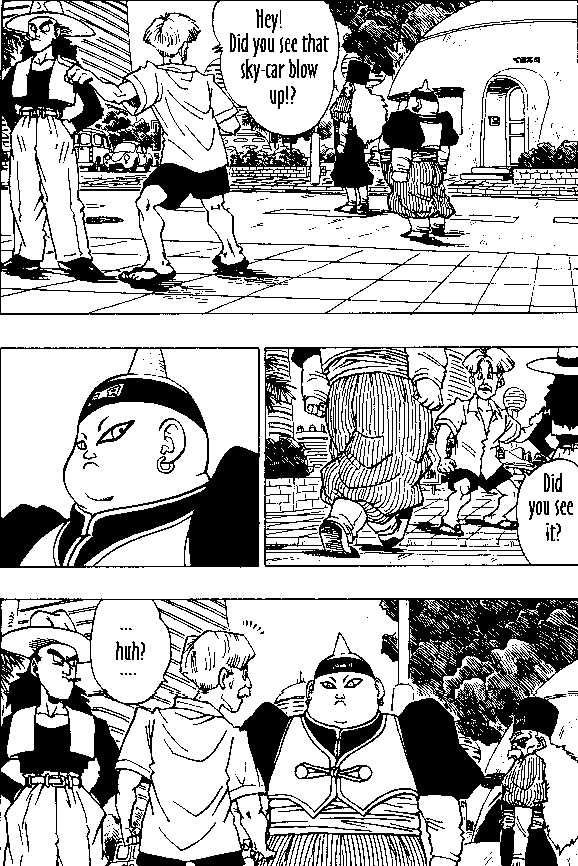 Hey!
Did you see that
sky-car blow
up!?
Did
you see
it?
...
huh?
....